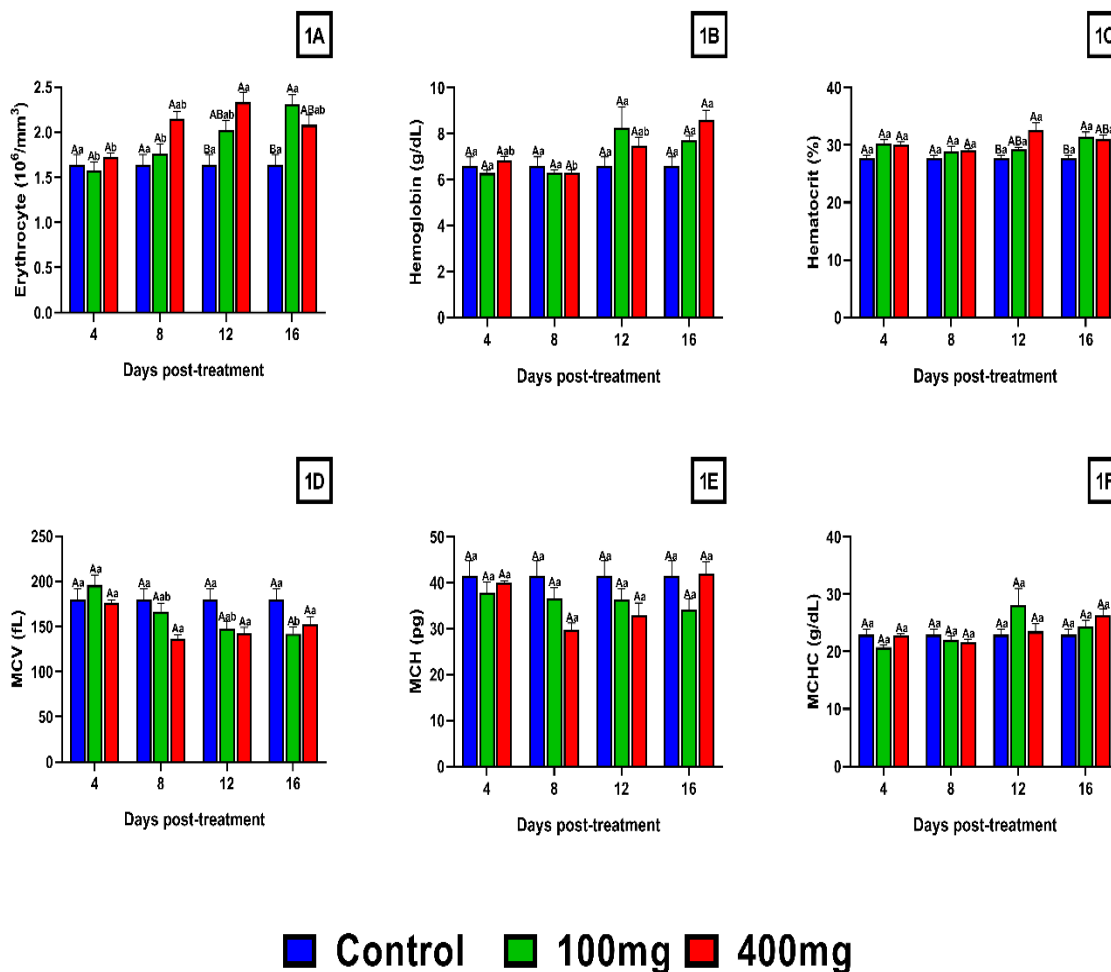 1A
Erythrocyte (10⁶/mm³)
2.5
2.0
1.5
1.0
0.5
0.0
Aa Ab Ab
Aa Ab Aab
Ba ABab Aa
Ba Aa ABab
4 8 12 16
Days post-treatment
1B
Hemoglobin (g/dL)
10
8
6
4
2
0
Aa Aa Aab
Aa Aa Ab
Aa Aa Aab
Aa Aa Aa
4 8 12 16
Days post-treatment
1C
Hematocrit (%)
40
30
20
10
0
Aa Aa Aa
Aa Aa Aa
Ba ABa Aa
Ba Aa ABa
4 8 12 16
Days post-treatment
1D
MCV (fL)
250
200
150
100
50
0
Aa Aa Aa
Aa Aab Aa
Aa Aab Aa
Aa Ab Aa
4 8 12 16
Days post-treatment
1E
MCH (pg)
50
40
30
20
10
0
Aa Aa Aa
Aa Aa Aa
Aa Aa Aa
Aa Aa Aa
4 8 12 16
Days post-treatment
1F
MCHC (g/dL)
40
30
20
10
0
Aa Aa Aa
Aa Aa Aa
Aa Aa Aa
Aa Aa Aa
4 8 12 16
Days post-treatment
Control 100mg 400mg